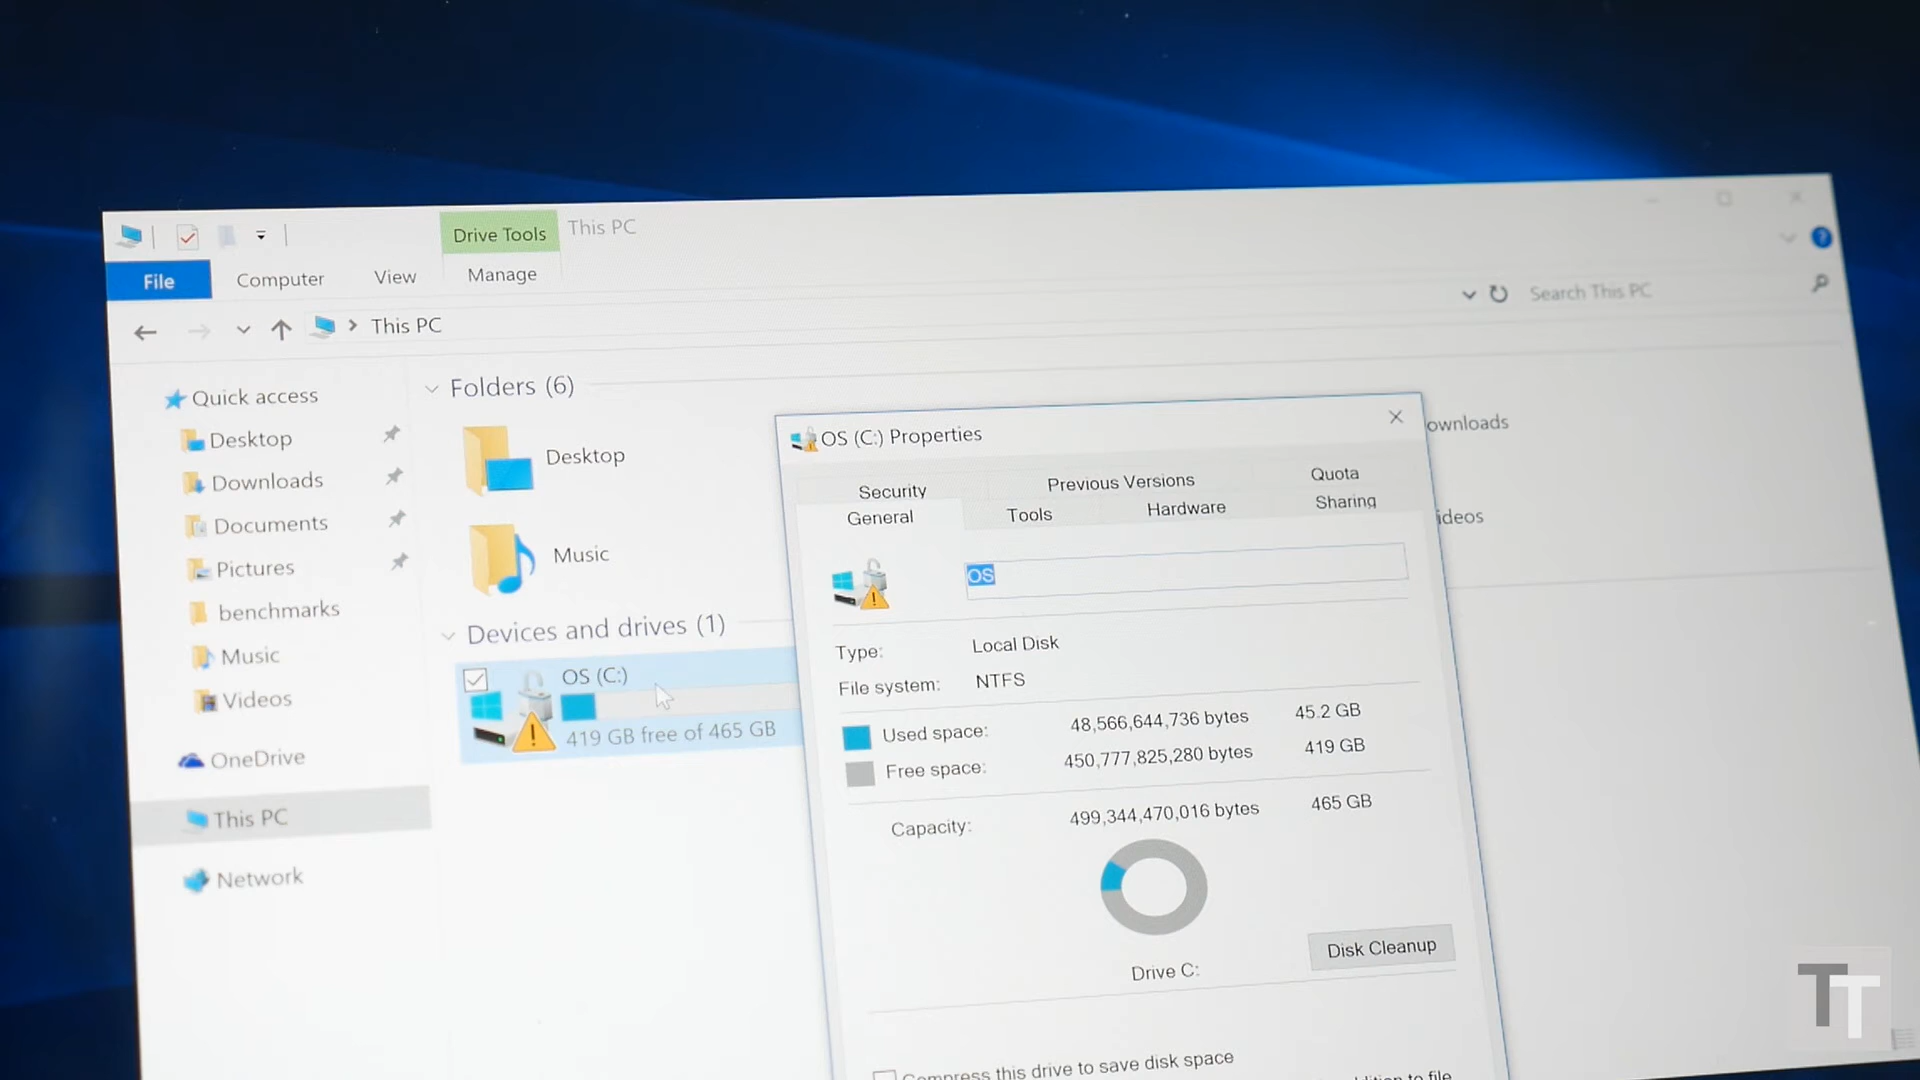 Drive Tools
This PC
File
Computer
View
Manage
This PC
Search This PC
Quick access
Desktop
Downloads
Documents
Pictures
benchmarks
Music
Videos
OneDrive
This PC
Network
Folders (6)
Desktop
Music
ownloads
ideos
Devices and drives (1)
OS (C:)
419 GB free of 465 GB
OS (C:) Properties
Security
Previous Versions
Quota
General
Tools
Hardware
Sharing
OS
Type: Local Disk
File system: NTFS
Used space: 48,566,644,736 bytes 45.2 GB
Free space: 450,777,825,280 bytes 419 GB
Capacity: 499,344,470,016 bytes 465 GB
Drive C:
Disk Cleanup
Compress this drive to save disk space
ddition to file
TT